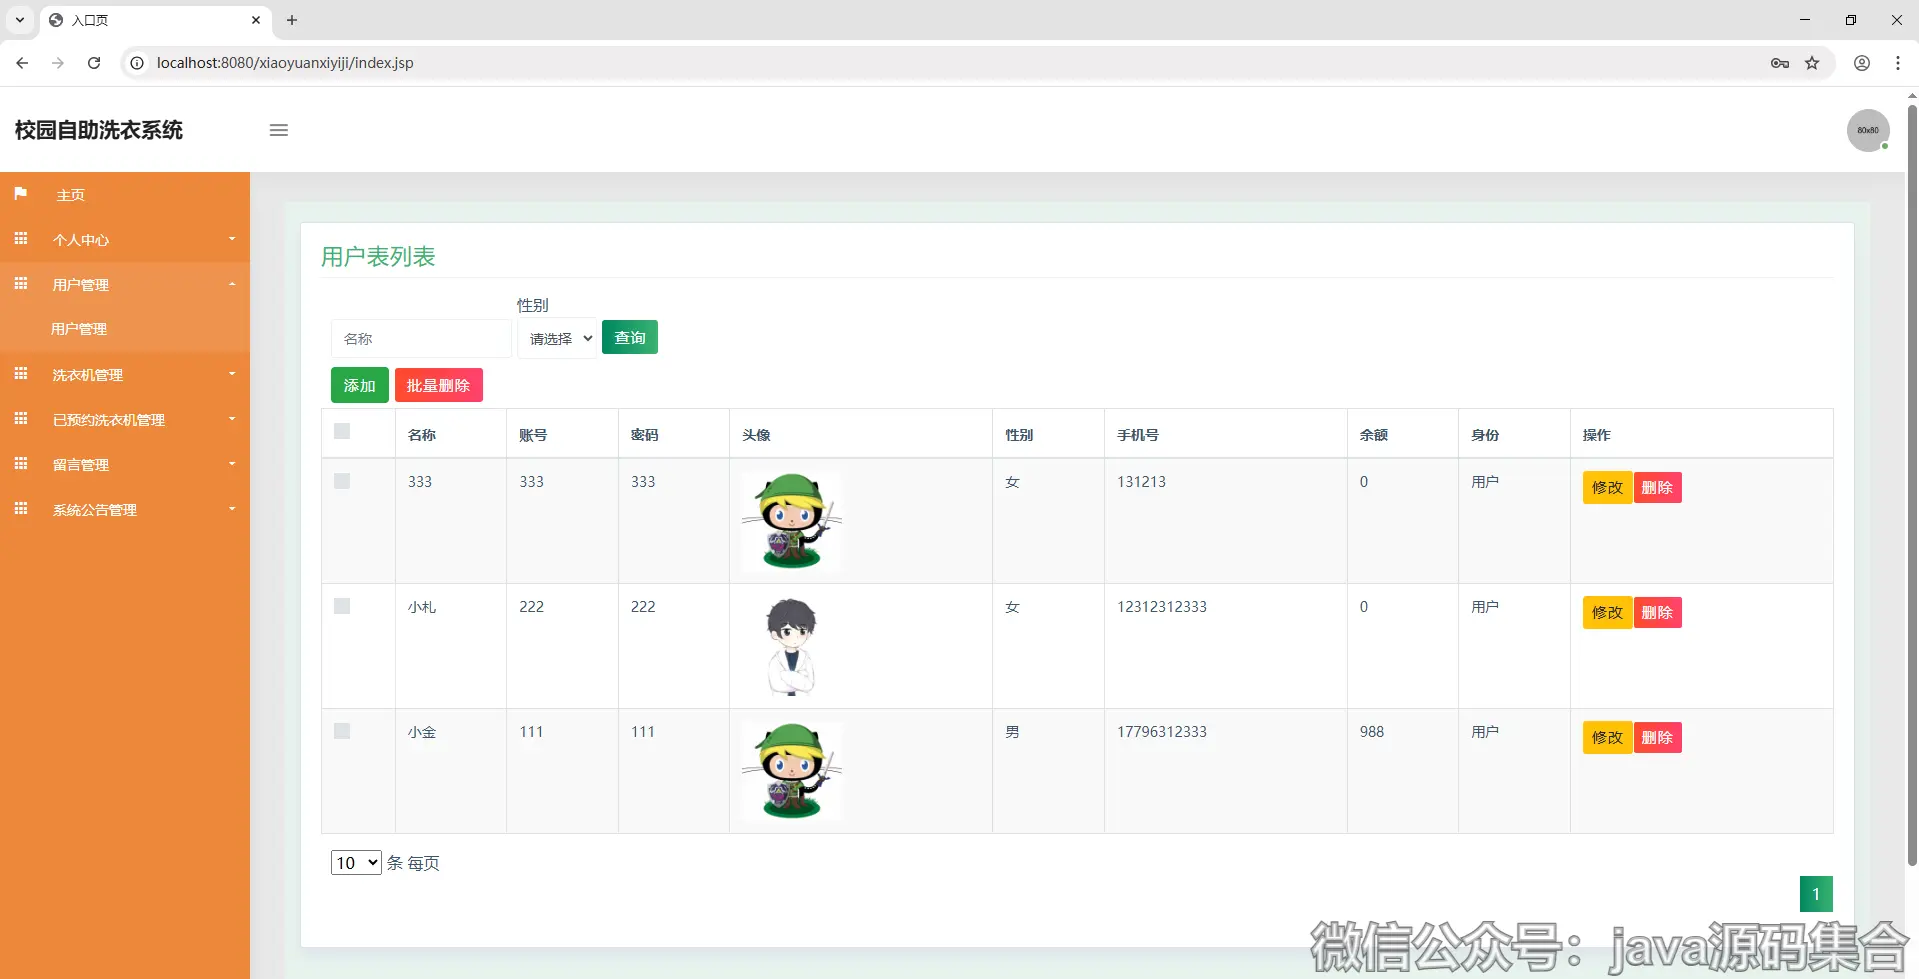 入口页
localhost:8080/xiaoyuanxiyiji/index.jsp
校园自助洗衣系统
80x80
主页
个人中心
用户管理
用户管理
洗衣机管理
已预约洗衣机管理
留言管理
系统公告管理
用户表列表
性别
名称 请选择 查询
添加 批量删除
名称 账号 密码 头像 性别 手机号 余额 身份 操作
333 333 333 女 131213 0 用户 修改 删除
小札 222 222 女 12312312333 0 用户 修改 删除
小金 111 111 男 17796312333 988 用户 修改 删除
10 条 每页
1
微信公众号：java源码集合